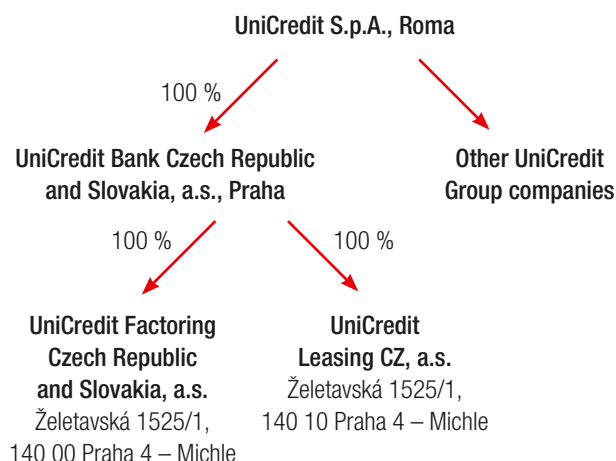 UniCredit S.p.A., Roma
100 %
UniCredit Bank Czech Republic
and Slovakia, a.s., Praha
Other UniCredit
Group companies
100 %
100 %
UniCredit Factoring
Czech Republic
and Slovakia, a.s.
Želetavská 1525/1,
140 00 Praha 4 – Michle
UniCredit
Leasing CZ, a.s.
Želetavská 1525/1,
140 10 Praha 4 – Michle